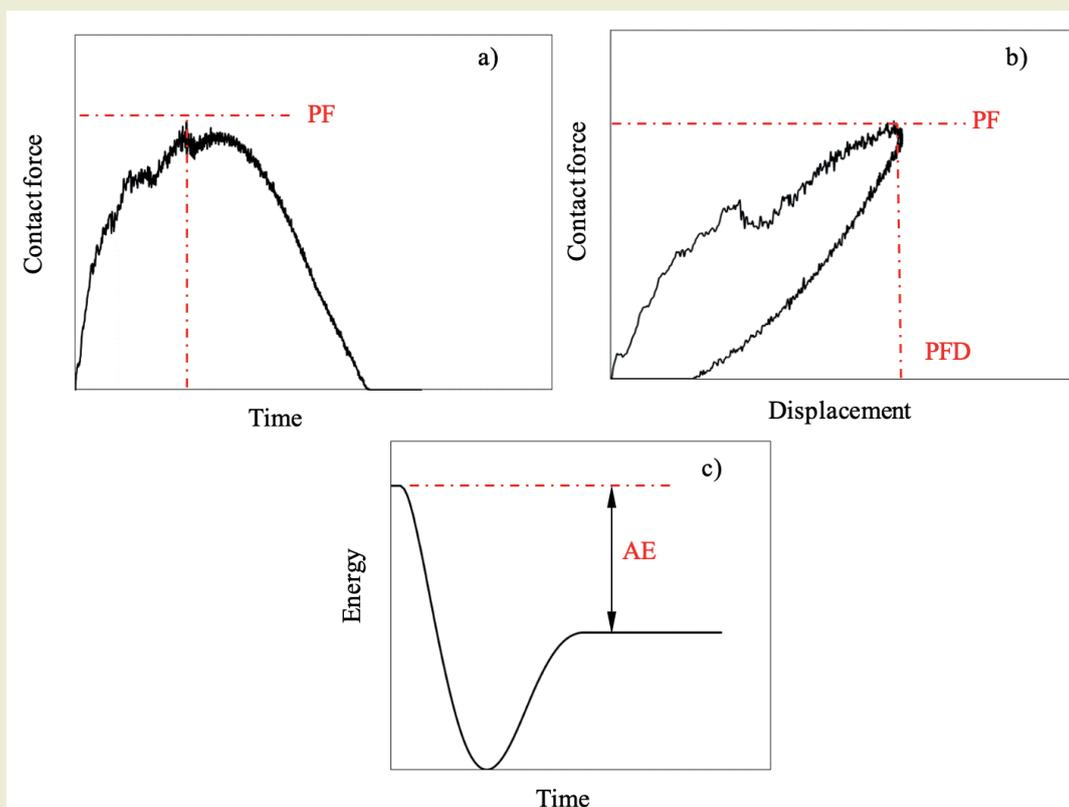 a)
PF
Contact force
Time
b)
PF
Contact force
PFD
Displacement
c)
AE
Energy
Time